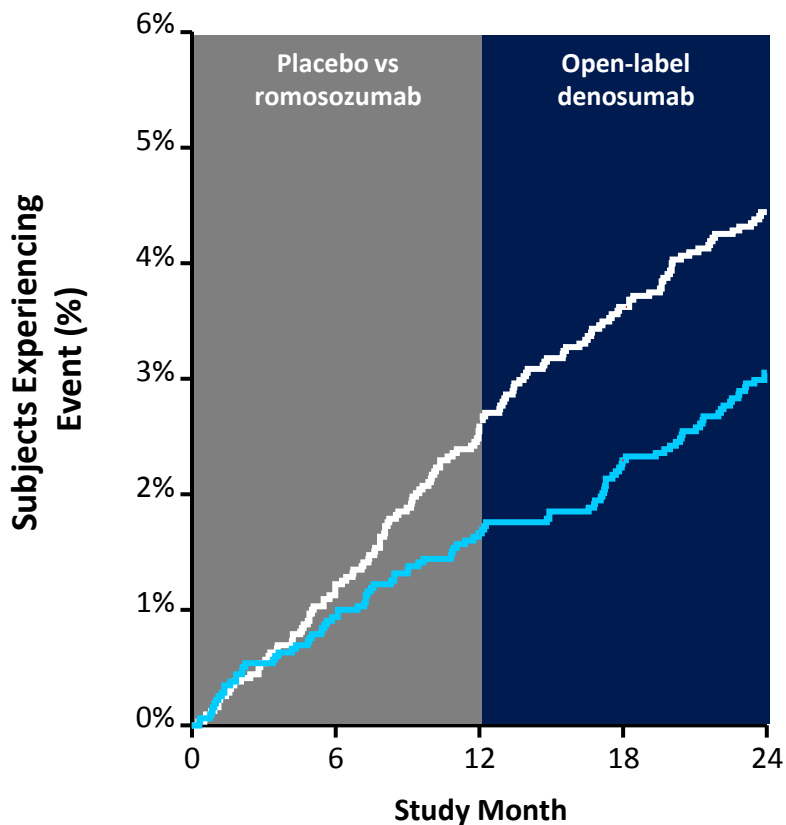 6%
Placebo vs
romosozumab
Open-label
denosumab
5%
4%
3%
2%
1%
0%
Subjects Experiencing
Event (%)
0
6
12
18
24
Study Month